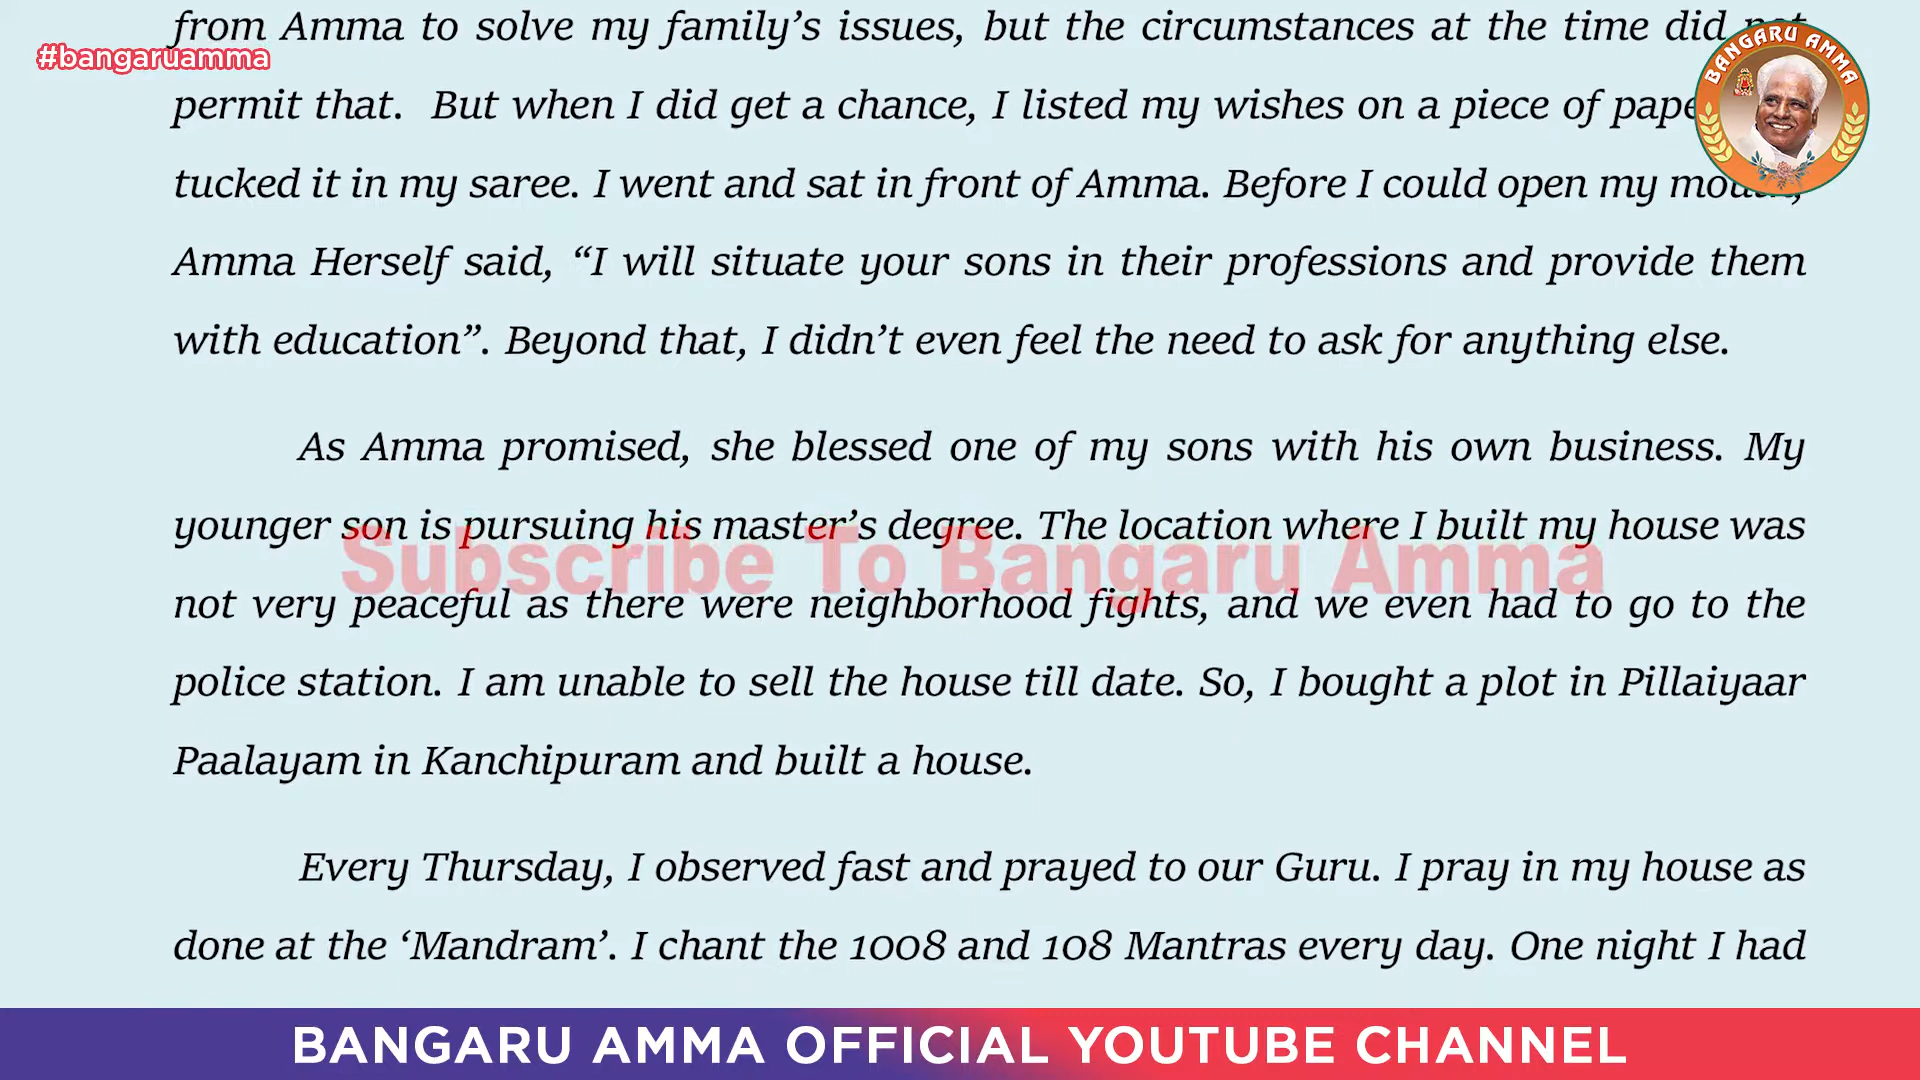 from Amma to solve my family’s issues, but the circumstances at the time did not
#bangaruamma
BANGARU AMMA
permit that. But when I did get a chance, I listed my wishes on a piece of
tucked it in my saree. I went and sat in front of Amma. Before I could open my mouth,
Amma Herself said, “I will situate your sons in their professions and provide them
with education”. Beyond that, I didn’t even feel the need to ask for anything else.
As Amma promised, she blessed one of my sons with his own business. My
younger son is pursuing his master’s degree. The location where I built my house was
Subscribe To Bangaru Amma
not very peaceful as there were neighborhood fights, and we even had to go to the
police station. I am unable to sell the house till date. So, I bought a plot in Pillaiyaar
Paalayam in Kanchipuram and built a house.
Every Thursday, I observed fast and prayed to our Guru. I pray in my house as
done at the ‘Mandram’. I chant the 1008 and 108 Mantras every day. One night I had
BANGARU AMMA OFFICIAL YOUTUBE CHANNEL